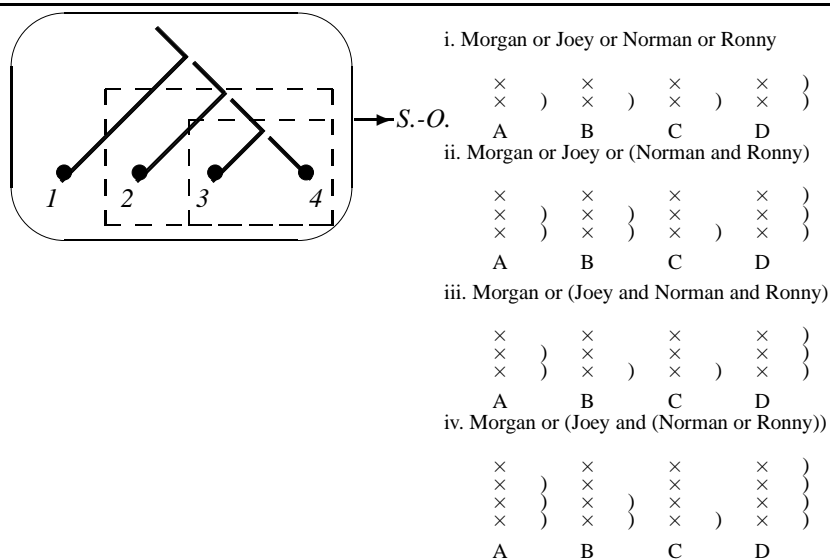 1 2 3 4
S.-O.
i. Morgan or Joey or Norman or Ronny
× × × × )
× ) × ) × ) × )
A B C D
ii. Morgan or Joey or (Norman and Ronny)
× × × × )
× ) × ) × × )
× ) × ) × ) × )
A B C D
iii. Morgan or (Joey and Norman and Ronny)
× × × × )
× ) × × × )
× ) × ) × ) × )
A B C D
iv. Morgan or (Joey and (Norman or Ronny))
× × × × )
× ) × × × )
× ) × ) × × )
× ) × ) × ) × )
A B C D